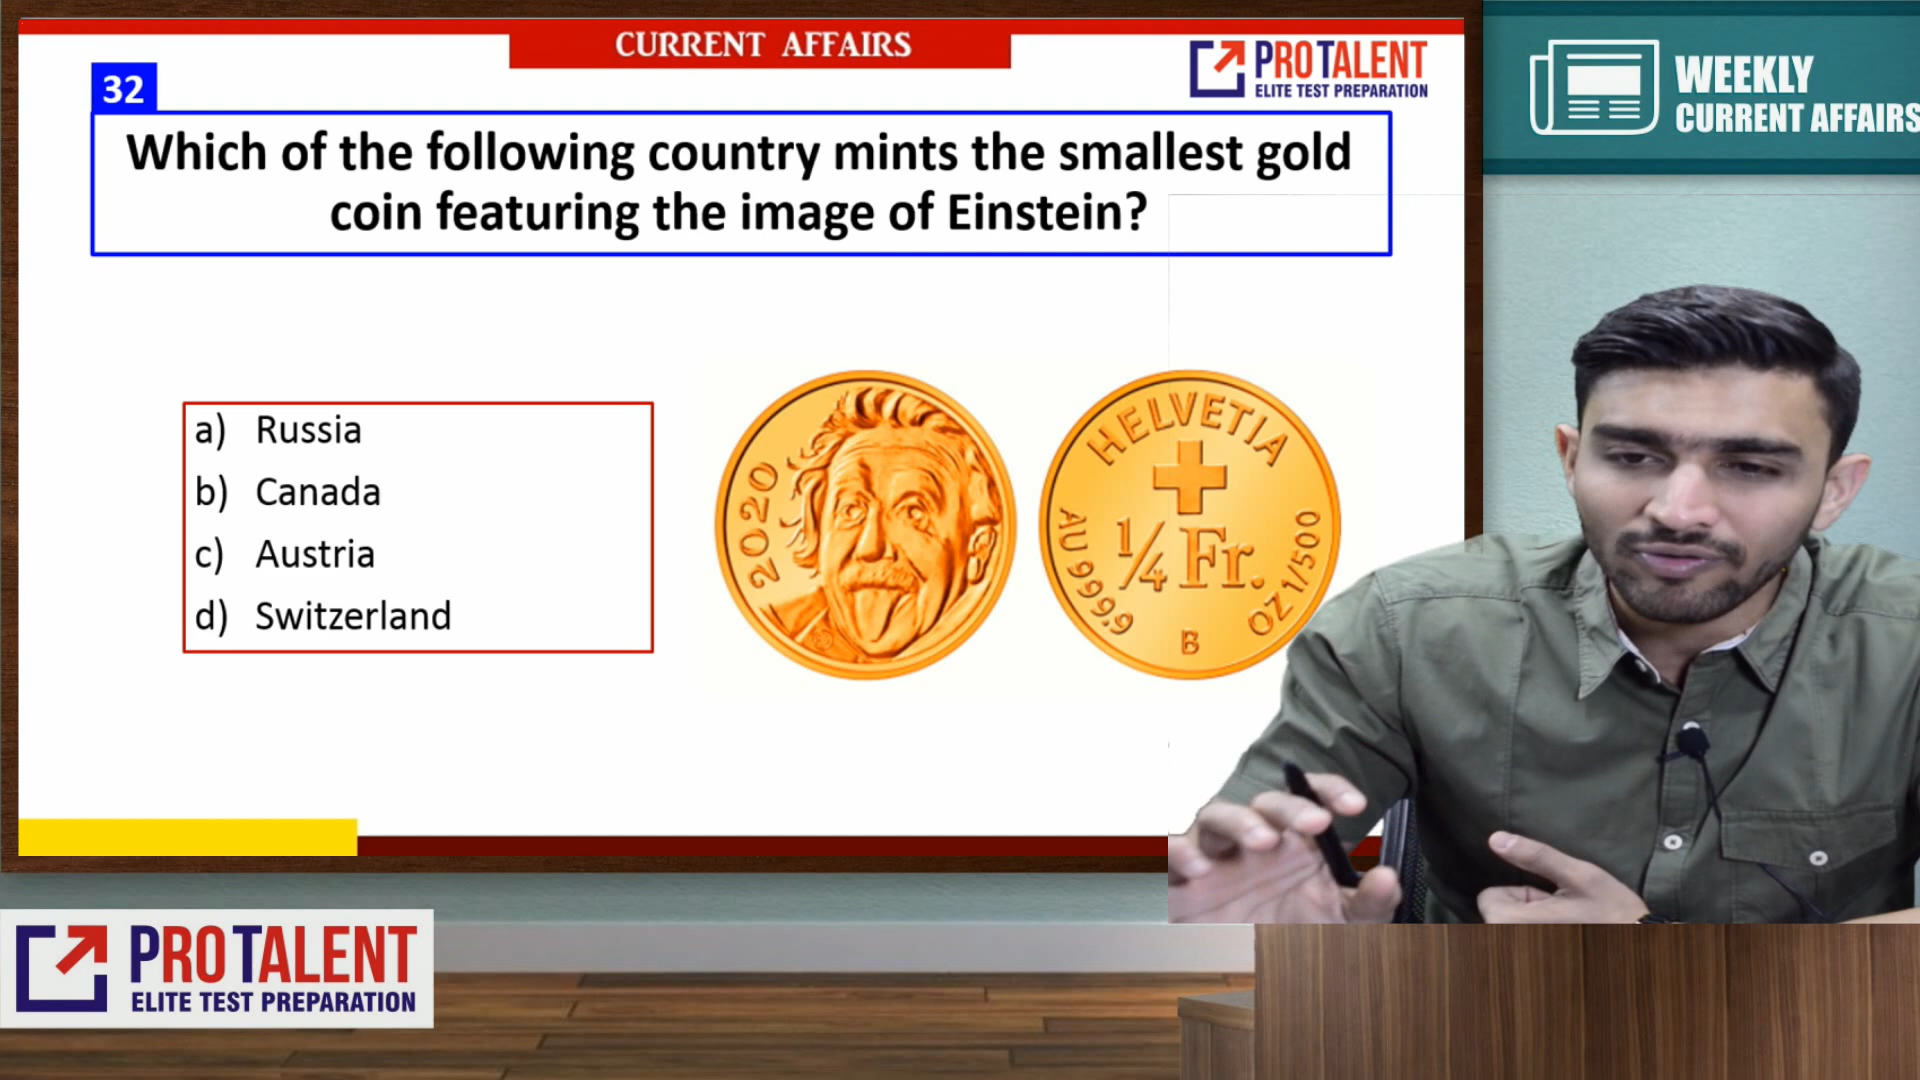 CURRENT AFFAIRS
PROTALENT
ELITE TEST PREPARATION
WEEKLY
CURRENT AFFAIRS
32
Which of the following country mints the smallest gold
coin featuring the image of Einstein?
a) Russia
b) Canada
c) Austria
d) Switzerland
2020
HELVETIA
1/4 Fr.
AU 999.9
OZ 1/500
B
PROTALENT
ELITE TEST PREPARATION